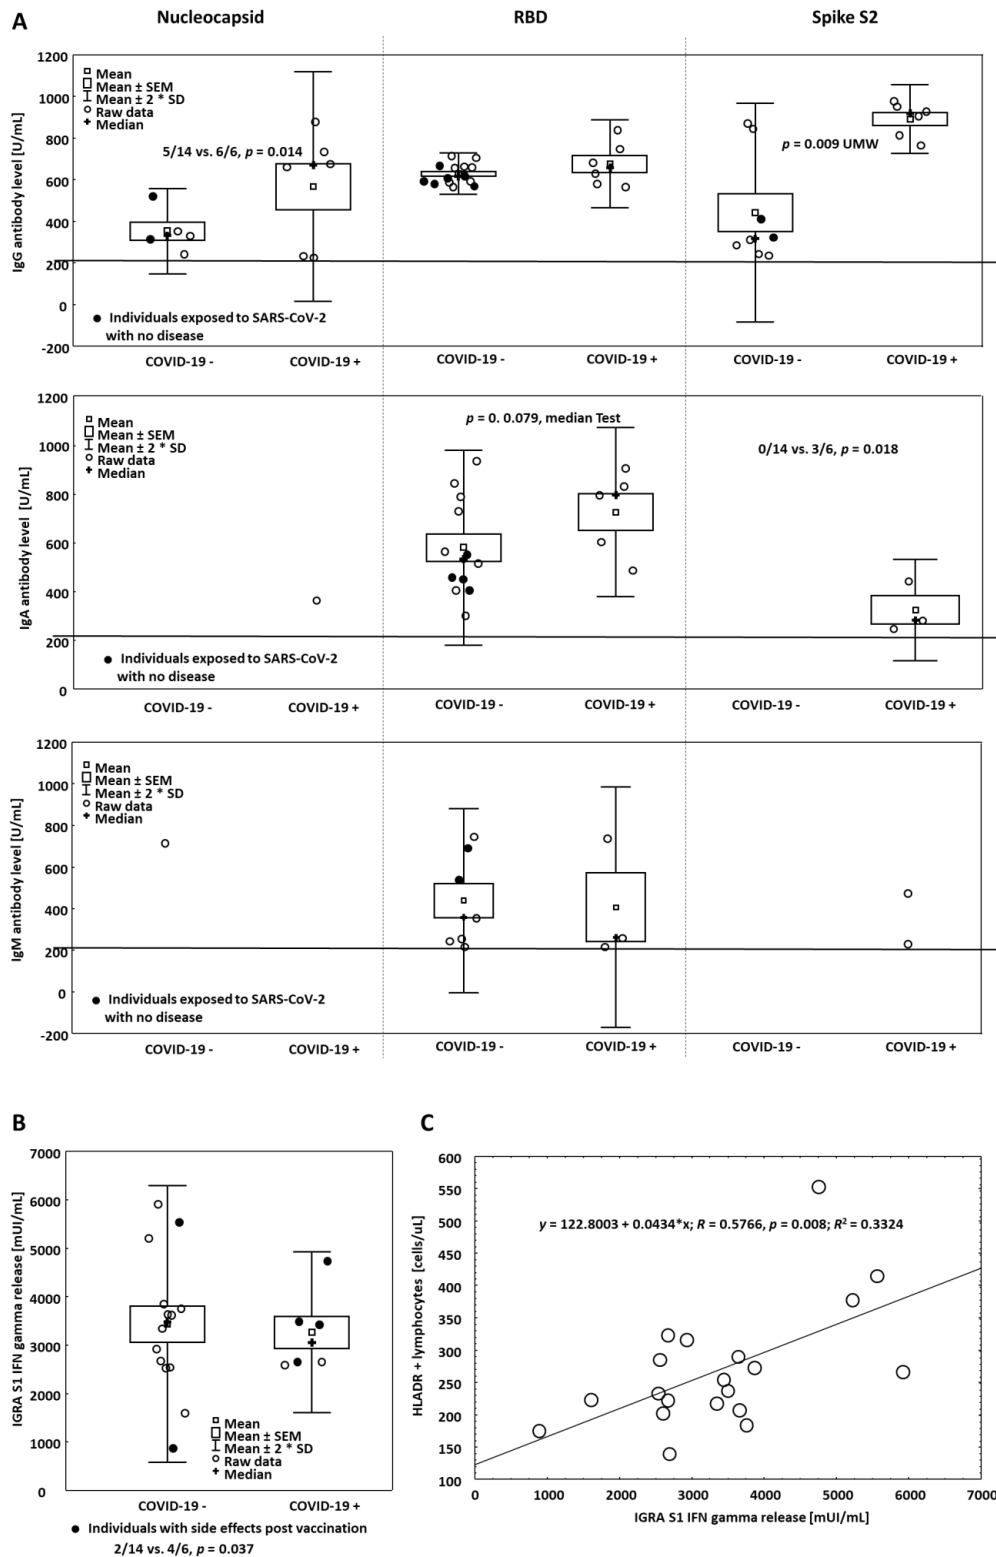 A
Nucleocapsid RBD Spike S2
IgG antibody level [U/mL]
1200
1000
800
600
400
200
0
-200
Mean
Mean ± SEM
Mean ± 2 * SD
Raw data
Median
5/14 vs. 6/6, p = 0.014
p = 0.009 UMW
Individuals exposed to SARS-CoV-2
with no disease
COVID-19 - COVID-19 + COVID-19 - COVID-19 + COVID-19 - COVID-19 +
IgA antibody level [U/mL]
1200
1000
800
600
400
200
0
Mean
Mean ± SEM
Mean ± 2 * SD
Raw data
Median
p = 0. 0.079, median Test
0/14 vs. 3/6, p = 0.018
Individuals exposed to SARS-CoV-2
with no disease
COVID-19 - COVID-19 + COVID-19 - COVID-19 + COVID-19 - COVID-19 +
IgM antibody level [U/mL]
1200
1000
800
600
400
200
0
-200
Mean
Mean ± SEM
Mean ± 2 * SD
Raw data
Median
Individuals exposed to SARS-CoV-2
with no disease
COVID-19 - COVID-19 + COVID-19 - COVID-19 + COVID-19 - COVID-19 +
B
IGRA S1 IFN gamma release [mUI/mL]
7000
6000
5000
4000
3000
2000
1000
0
Mean
Mean ± SEM
Mean ± 2 * SD
Raw data
Median
COVID-19 - COVID-19 +
Individuals with side effects post vaccination
2/14 vs. 4/6, p = 0.037
C
HLADR + lymphocytes [cells/uL]
600
550
500
450
400
350
300
250
200
150
100
y = 122.8003 + 0.0434*x; R = 0.5766, p = 0.008; R² = 0.3324
0 1000 2000 3000 4000 5000 6000 7000
IGRA S1 IFN gamma release [mUI/mL]